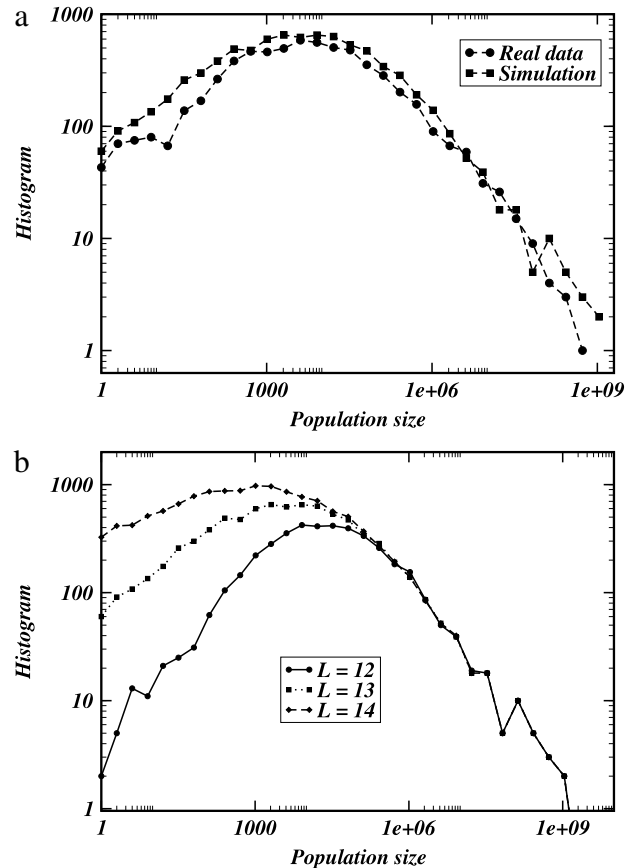 a
1000
100
10
1
Histogram
Real data
Simulation
1
1000
1e+06
1e+09
Population size
b
1000
100
10
1
Histogram
L = 12
L = 13
L = 14
1
1000
1e+06
1e+09
Population size